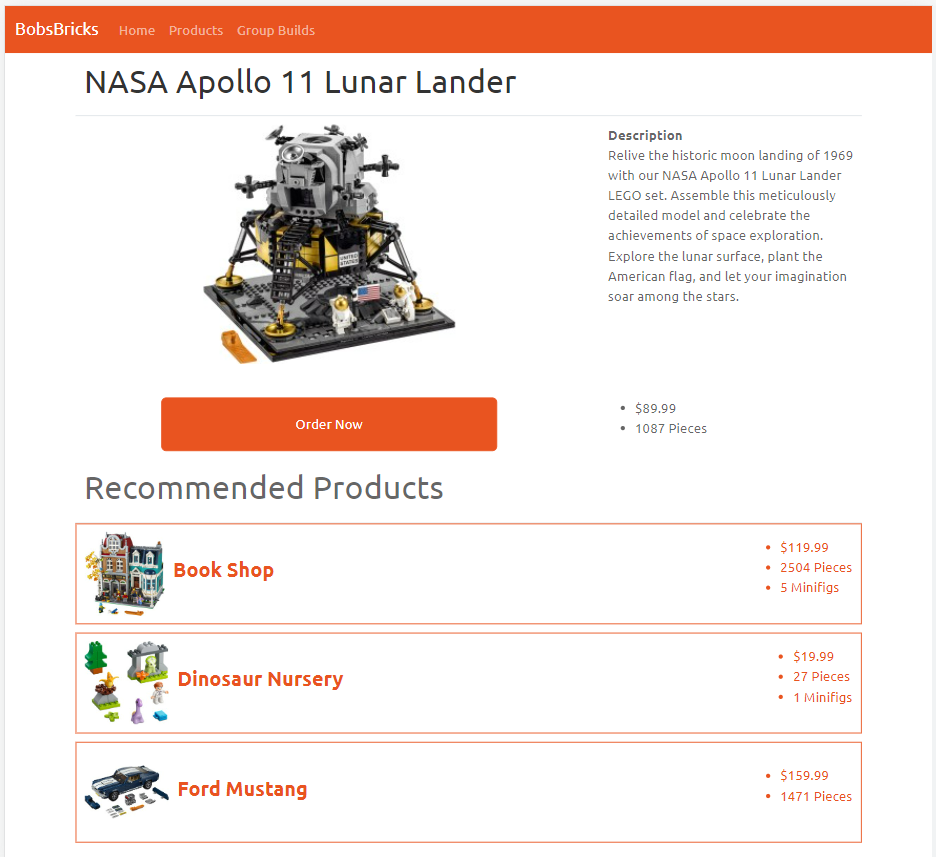 BobsBricks Home Products Group Builds
NASA Apollo 11 Lunar Lander
Description
Relive the historic moon landing of 1969
with our NASA Apollo 11 Lunar Lander
LEGO set. Assemble this meticulously
detailed model and celebrate the
achievements of space exploration.
Explore the lunar surface, plant the
American flag, and let your imagination
soar among the stars.
UNITED
STATES
Order Now
• $89.99
• 1087 Pieces
Recommended Products
Book Shop
• $119.99
• 2504 Pieces
• 5 Minifigs
Dinosaur Nursery
• $19.99
• 27 Pieces
• 1 Minifigs
Ford Mustang
• $159.99
• 1471 Pieces